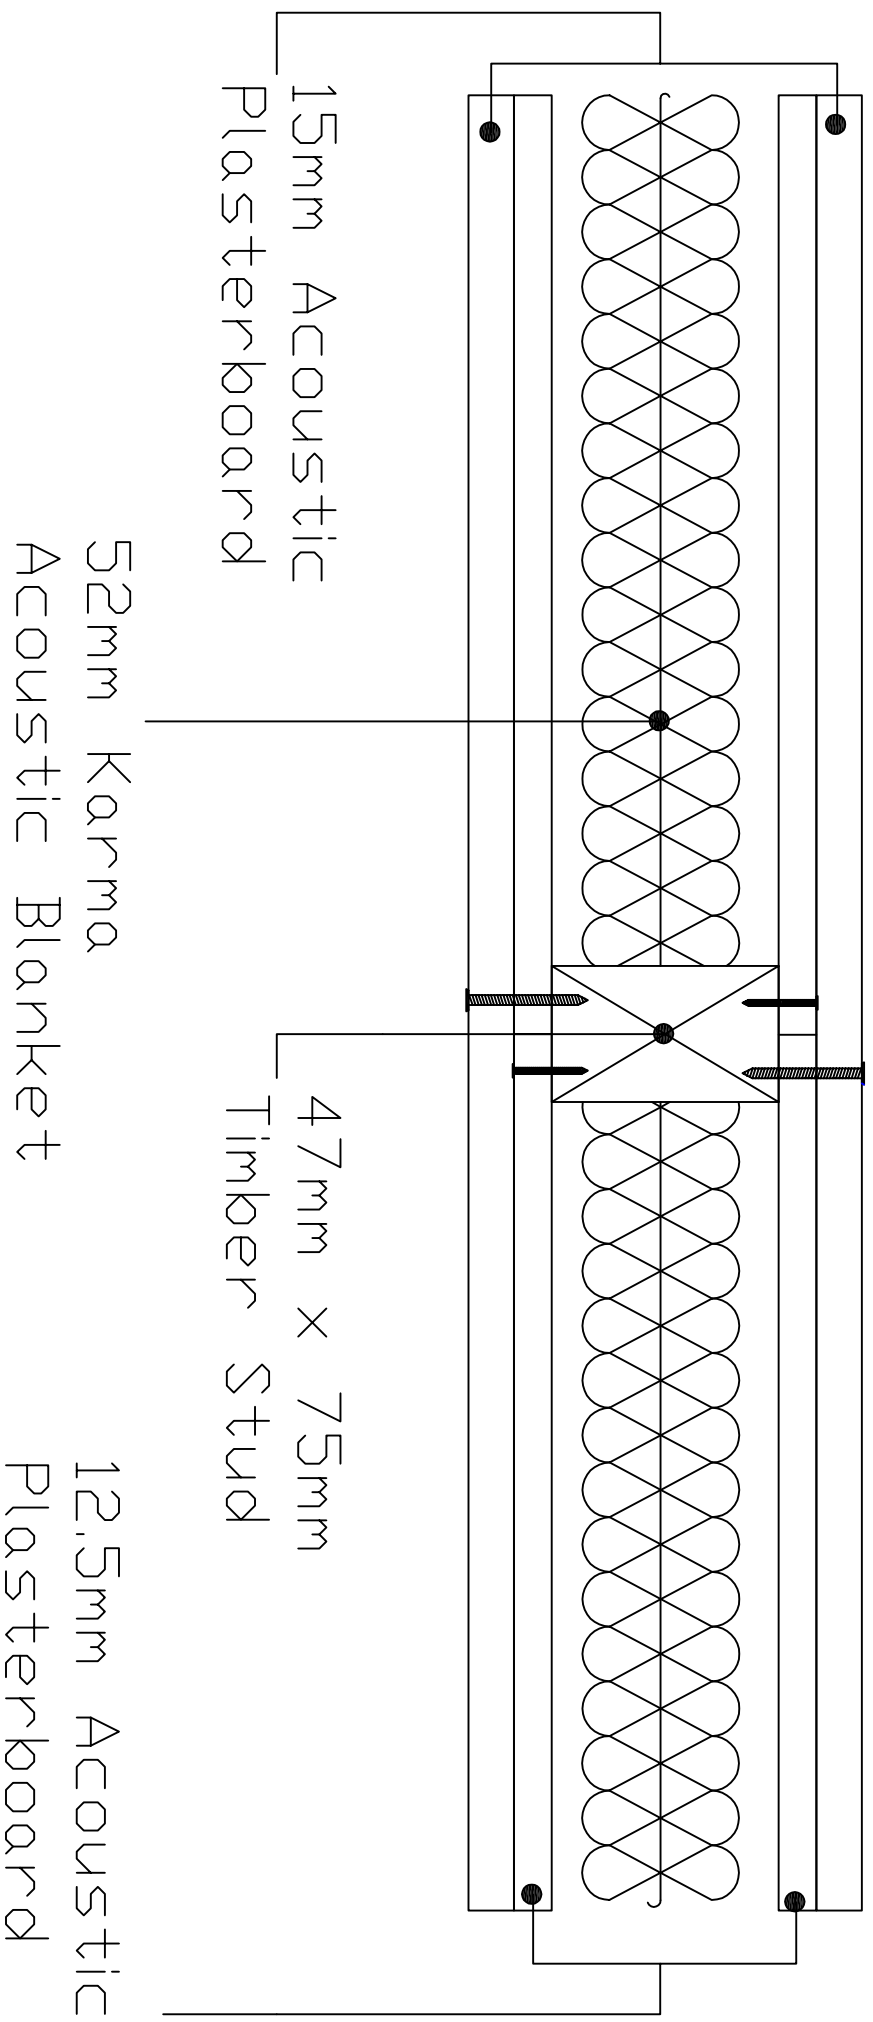 15mm Acoustic
Plasterboard
52mm Karma
Acoustic Blanket
47mm x 75mm
Timber Stud
12.5mm Acoustic
Plasterboard